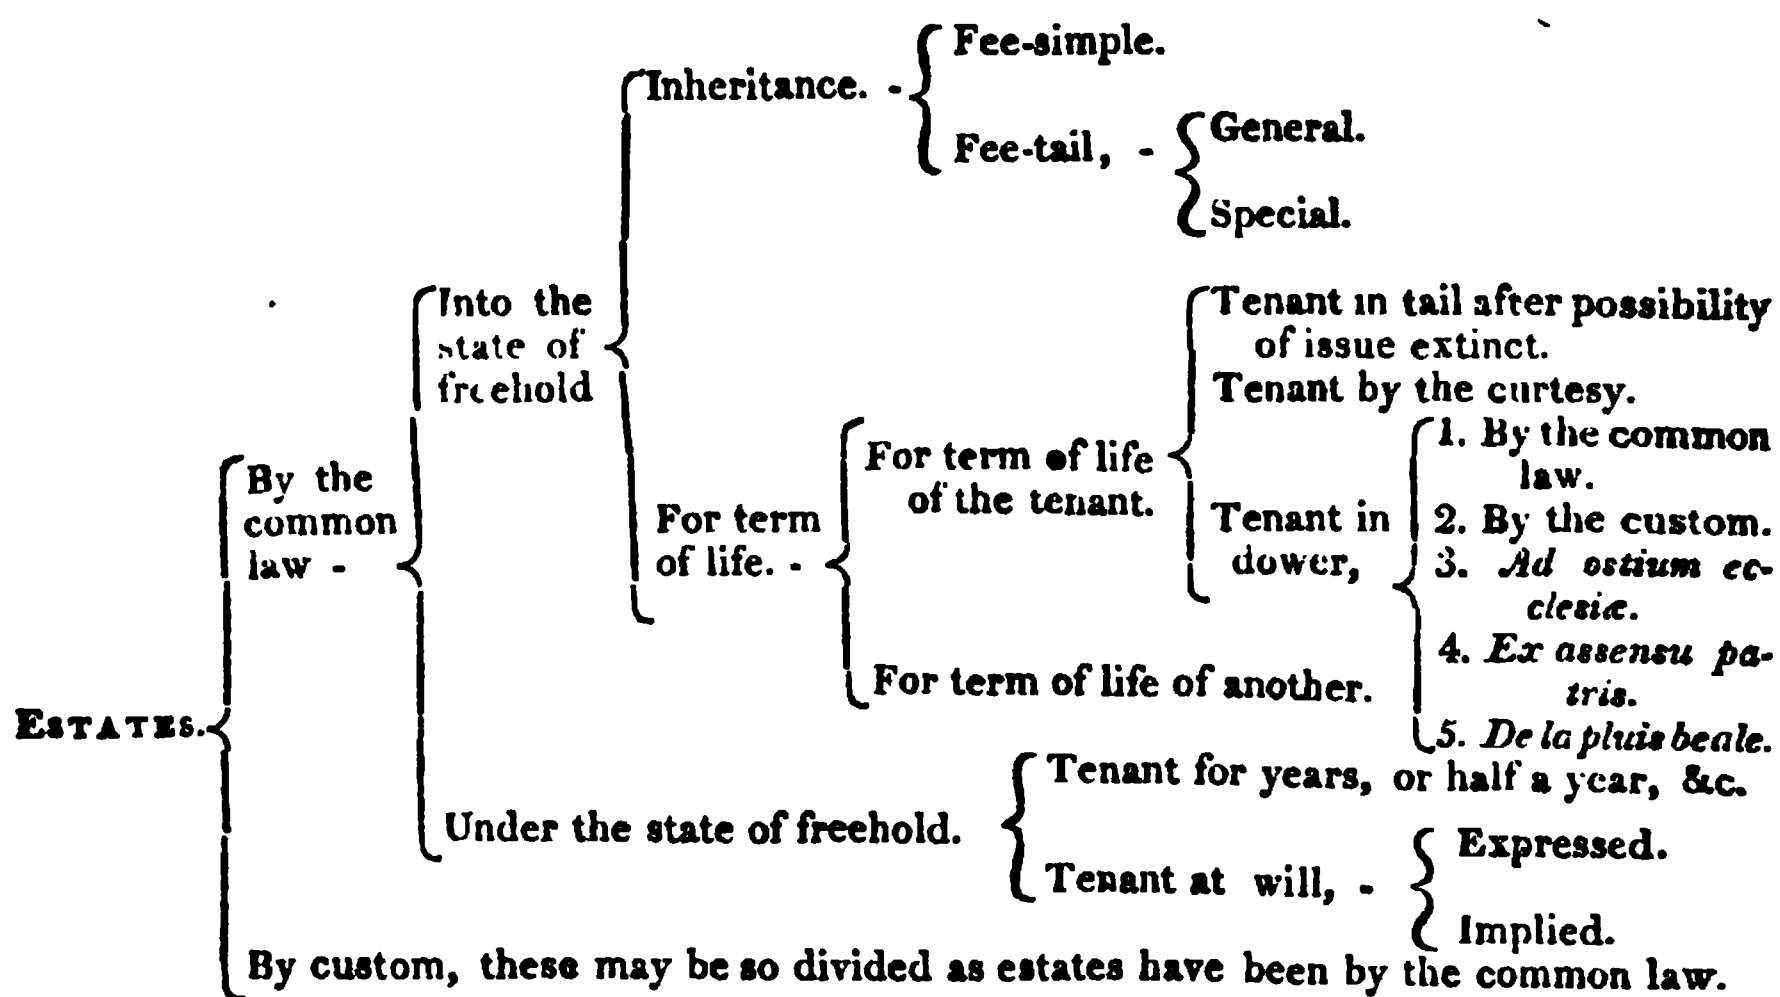 Fee-simple.
Inheritance. -
Fee-tail, -
General.
Special.
Into the
state of
freehold
Tenant in tail after possibility
of issue extinct.
Tenant by the curtesy.
For term of life
of the tenant.
1. By the common
law.
By the
common
law -
For term
of life. -
Tenant in
dower,
2. By the custom.
3. Ad ostium ec-
clesiæ.
4. Ex assensu pa-
tris.
For term of life of another.
5. De la pluis beale.
ESTATES.
Tenant for years, or half a year, &c.
Under the state of freehold.
Tenant at will, -
Expressed.
Implied.
By custom, these may be so divided as estates have been by the common law.